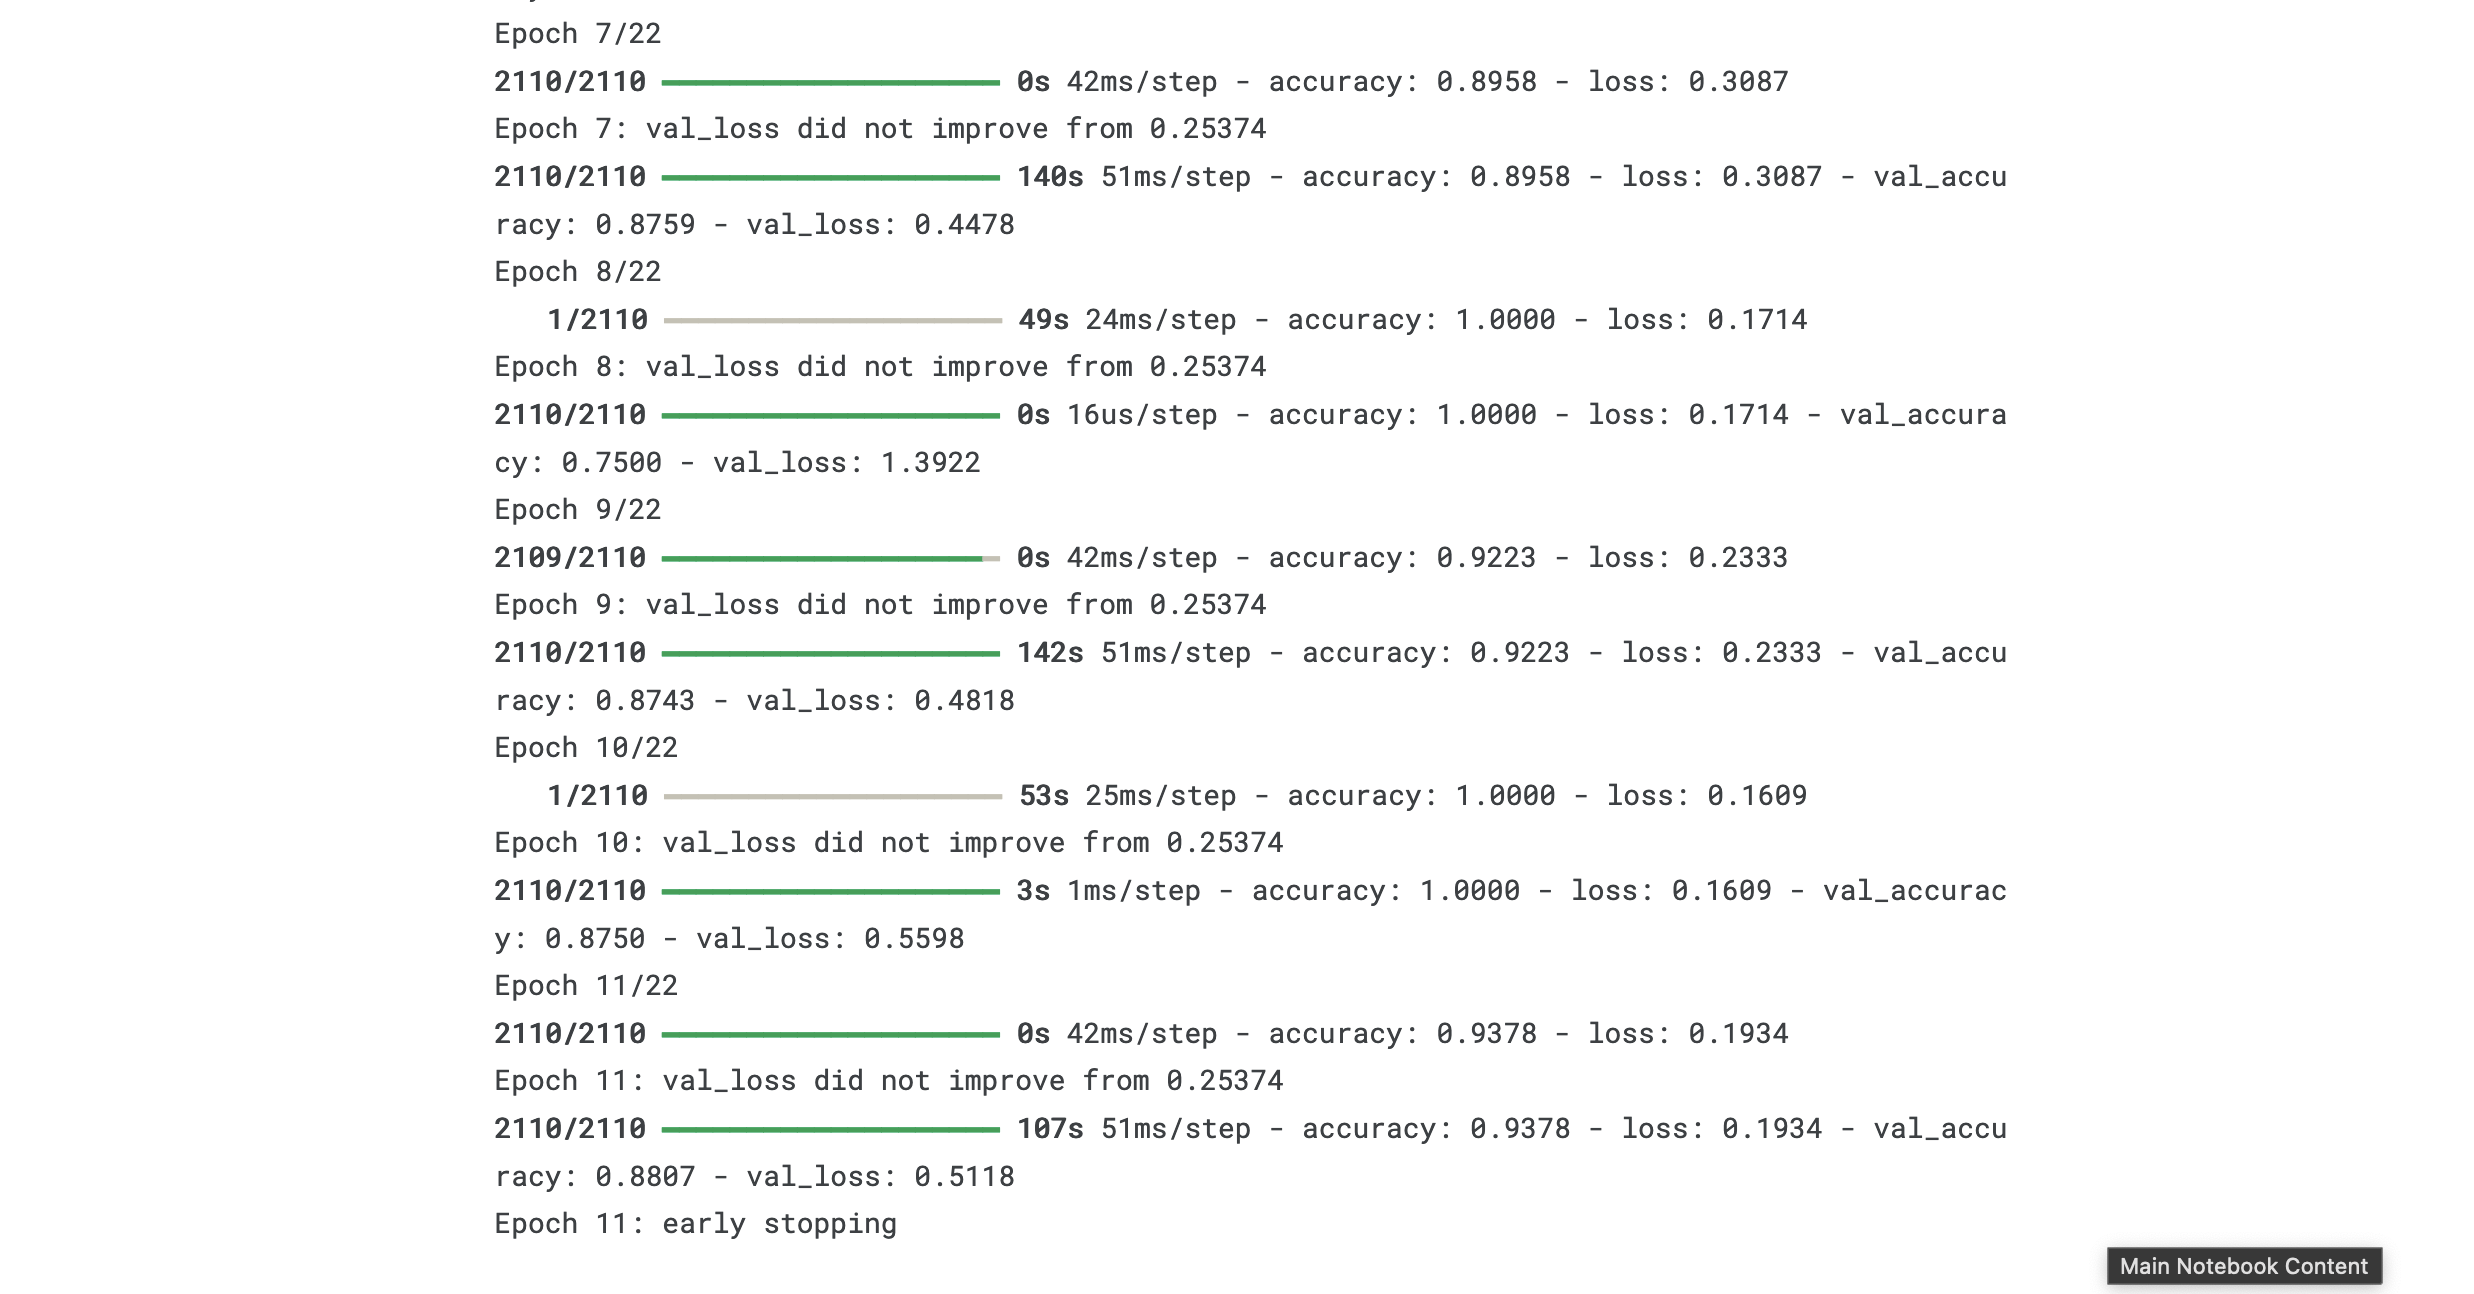 Epoch 7/22
2110/2110 0s 42ms/step - accuracy: 0.8958 - loss: 0.3087
Epoch 7: val_loss did not improve from 0.25374
2110/2110 140s 51ms/step - accuracy: 0.8958 - loss: 0.3087 - val_accu
racy: 0.8759 - val_loss: 0.4478
Epoch 8/22
1/2110 49s 24ms/step - accuracy: 1.0000 - loss: 0.1714
Epoch 8: val_loss did not improve from 0.25374
2110/2110 0s 16us/step - accuracy: 1.0000 - loss: 0.1714 - val_accura
cy: 0.7500 - val_loss: 1.3922
Epoch 9/22
2109/2110 0s 42ms/step - accuracy: 0.9223 - loss: 0.2333
Epoch 9: val_loss did not improve from 0.25374
2110/2110 142s 51ms/step - accuracy: 0.9223 - loss: 0.2333 - val_accu
racy: 0.8743 - val_loss: 0.4818
Epoch 10/22
1/2110 53s 25ms/step - accuracy: 1.0000 - loss: 0.1609
Epoch 10: val_loss did not improve from 0.25374
2110/2110 3s 1ms/step - accuracy: 1.0000 - loss: 0.1609 - val_accurac
y: 0.8750 - val_loss: 0.5598
Epoch 11/22
2110/2110 0s 42ms/step - accuracy: 0.9378 - loss: 0.1934
Epoch 11: val_loss did not improve from 0.25374
2110/2110 107s 51ms/step - accuracy: 0.9378 - loss: 0.1934 - val_accu
racy: 0.8807 - val_loss: 0.5118
Epoch 11: early stopping
Main Notebook Content